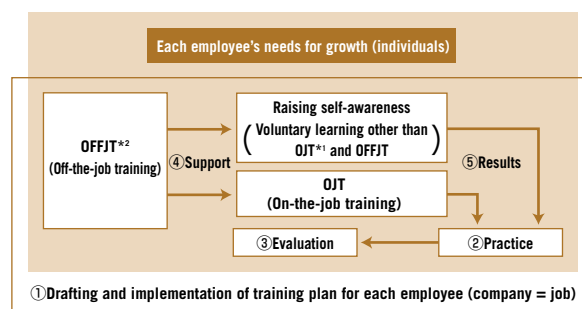 Each employee's needs for growth (individuals)
OFFJT*2
(Off-the-job training)
④Support
Raising self-awareness
(Voluntary learning other than
OJT*1 and OFFJT)
⑤Results
OJT
(On-the-job training)
③Evaluation
②Practice
①Drafting and implementation of training plan for each employee (company = job)